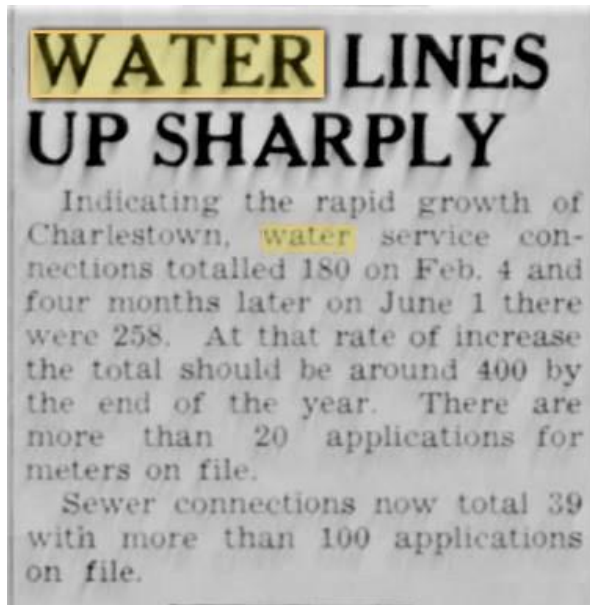 WATER LINES
UP SHARPLY
Indicating the rapid growth of
Charlestown, water service con-
nections totalled 180 on Feb. 4 and
four months later on June 1 there
were 258. At that rate of increase
the total should be around 400 by
the end of the year. There are
more than 20 applications for
meters on file.
Sewer connections now total 39
with more than 100 applications
on file.